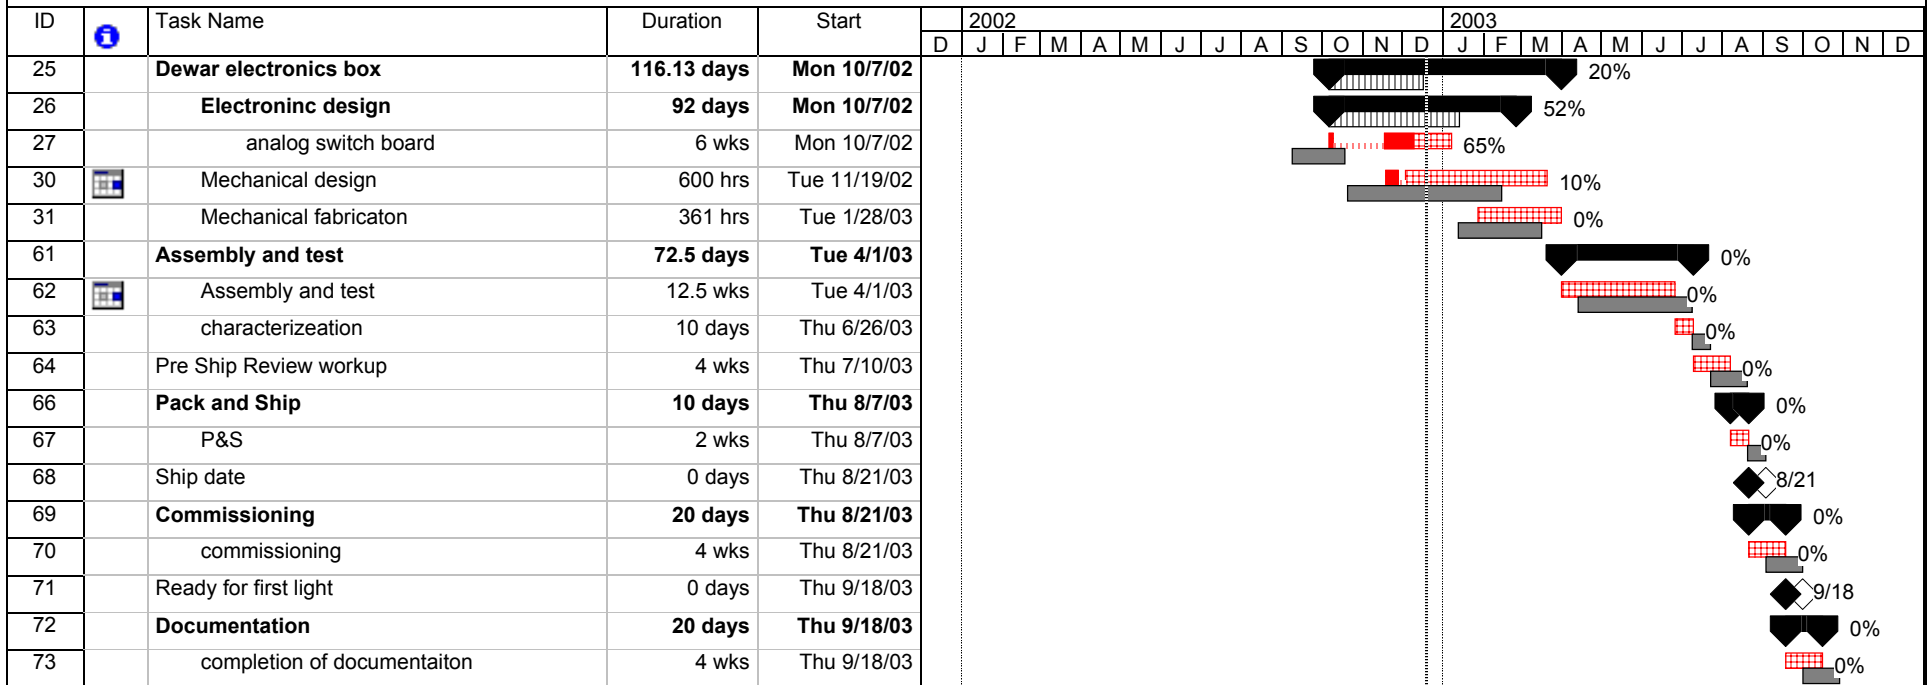 ID Task Name Duration Start 2002 2003
D J F M A M J J A S O N D J F M A M J J A S O N D
25 Dewar electronics box 116.13 days Mon 10/7/02 20%
26 Electroninc design 92 days Mon 10/7/02 52%
27 analog switch board 6 wks Mon 10/7/02 65%
30 Mechanical design 600 hrs Tue 11/19/02 10%
31 Mechanical fabricaton 361 hrs Tue 1/28/03 0%
61 Assembly and test 72.5 days Tue 4/1/03 0%
62 Assembly and test 12.5 wks Tue 4/1/03 0%
63 characterizeation 10 days Thu 6/26/03 0%
64 Pre Ship Review workup 4 wks Thu 7/10/03 0%
66 Pack and Ship 10 days Thu 8/7/03 0%
67 P&S 2 wks Thu 8/7/03 0%
68 Ship date 0 days Thu 8/21/03 8/21
69 Commissioning 20 days Thu 8/21/03 0%
70 commissioning 4 wks Thu 8/21/03 0%
71 Ready for first light 0 days Thu 9/18/03 9/18
72 Documentation 20 days Thu 9/18/03 0%
73 completion of documentaiton 4 wks Thu 9/18/03 0%